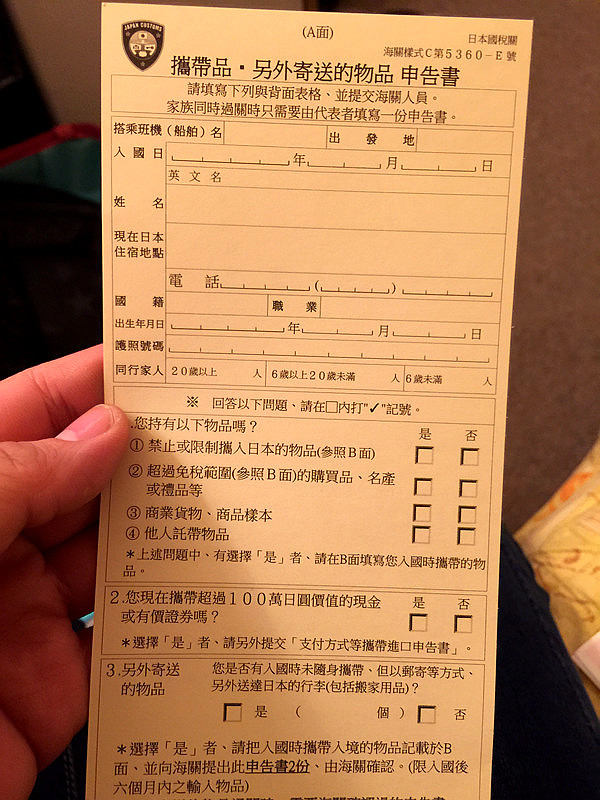 JAPAN CUSTOMS
(A面)
日本國稅關
海關樣式C第5360-E號
攜帶品・另外寄送的物品 申告書
請填寫下列與背面表格、並提交海關人員。
家族同時過關時只需要由代表者填寫一份申告書。
搭乘班機（船舶）名 出發地
入國日 年 月 日
英文名
姓名
現在日本
住宿地點
電話 ( )
國籍 職業
出生年月日 年 月 日
護照號碼
同行家人 20歲以上 人 6歲以上20歲未滿 人 6歲未滿 人
※ 回答以下問題、請在□內打"✓"記號。
.您持有以下物品嗎？ 是 否
① 禁止或限制攜入日本的物品(參照B面)
② 超過免稅範圍(參照B面)的購買品、名產
或禮品等
③ 商業貨物、商品樣本
④ 他人託帶物品
＊上述問題中、有選擇「是」者、請在B面填寫您入國時攜帶的物
品。
2.您現在攜帶超過100萬日圓價值的現金 是 否
或有價證券嗎？
＊選擇「是」者、請另外提交「支付方式等攜帶進口申告書」。
3.另外寄送 您是否有入國時未隨身攜帶、但以郵寄等方式、
的物品 另外送達日本的行李(包括搬家用品)？
是 （ 個 ） 否
＊選擇「是」者、請把入國時攜帶入境的物品記載於B
面、並向海關提出此申告書2份、由海關確認。(限入國後
六個月內之輸入物品)